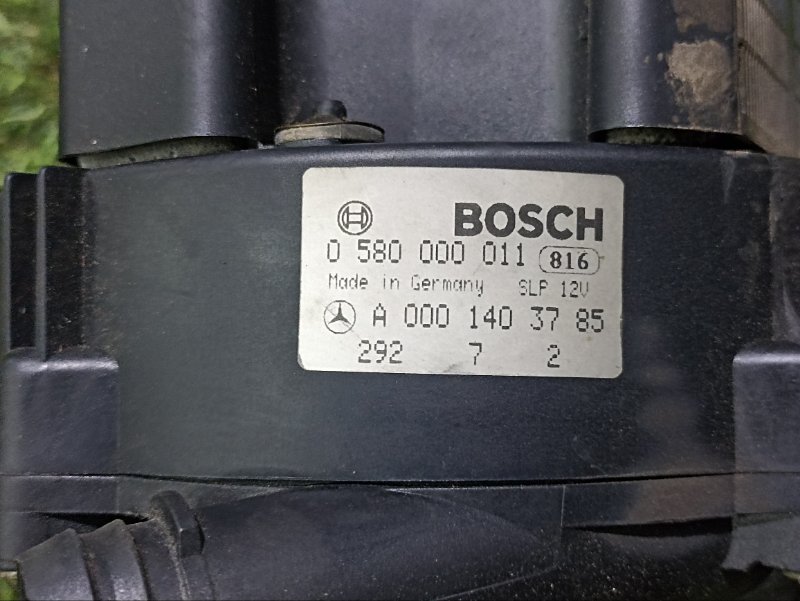 BOSCH
0 580 000 011 816
Made in Germany SLP 12V
A 000 140 37 85
292 7 2